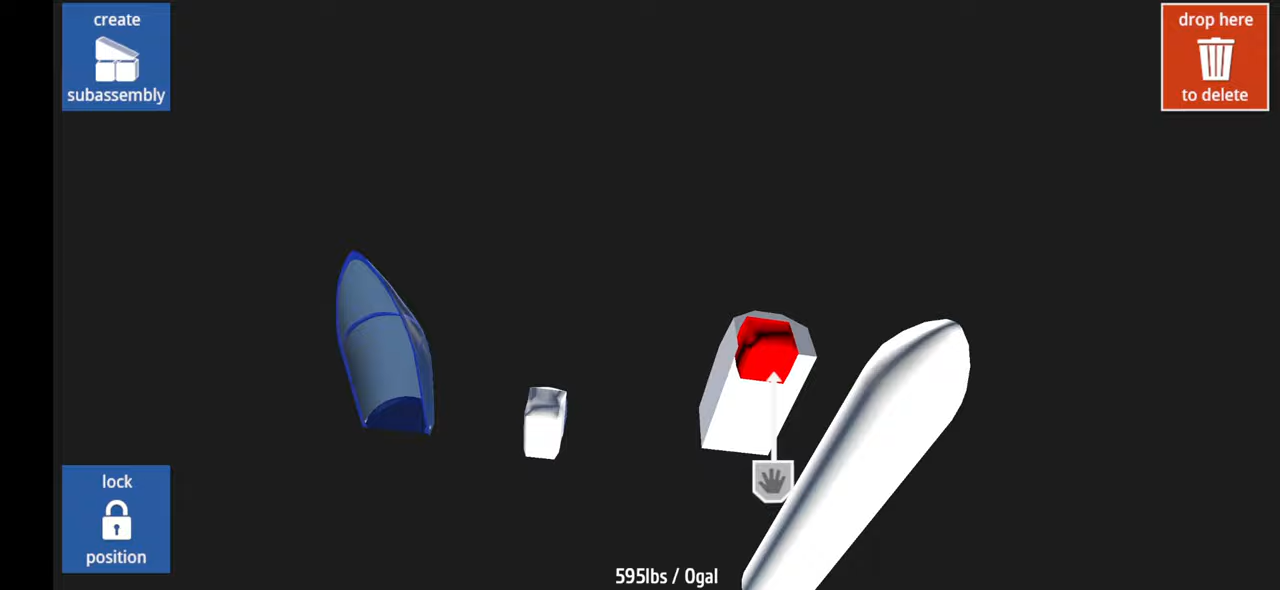 create
subassembly
drop here
to delete
lock
position
595lbs / 0gal